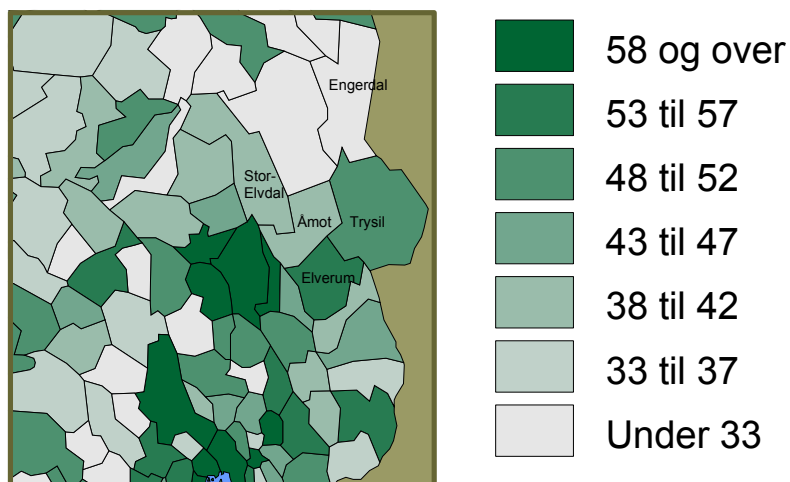 Engerdal
Stor-
Elvdal
Åmot
Trysil
Elverum
58 og over
53 til 57
48 til 52
43 til 47
38 til 42
33 til 37
Under 33